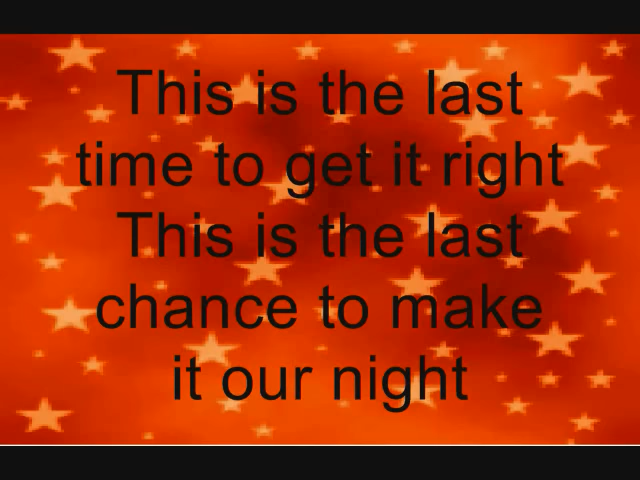 This is the last
time to get it right
This is the last
chance to make
it our night